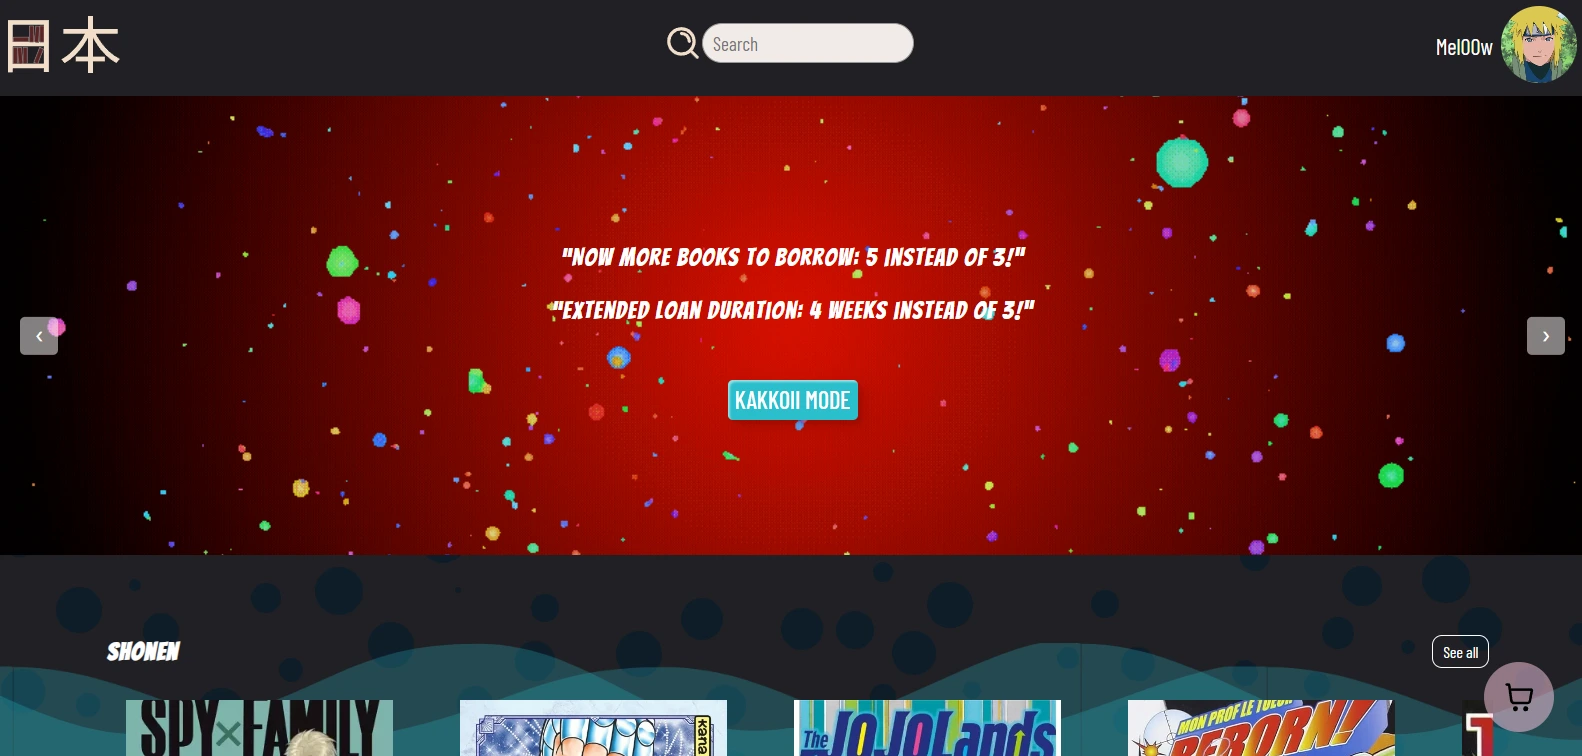 日本
Search
Mel00w
"NOW MORE BOOKS TO BORROW: 5 INSTEAD OF 3!"
"EXTENDED LOAN DURATION: 4 WEEKS INSTEAD OF 3!"
KAKKOII MODE
SHONEN
See all
SPY×FAMILY
kana
The JOJOLands
MON PROF LE TUEUR
REBORN!